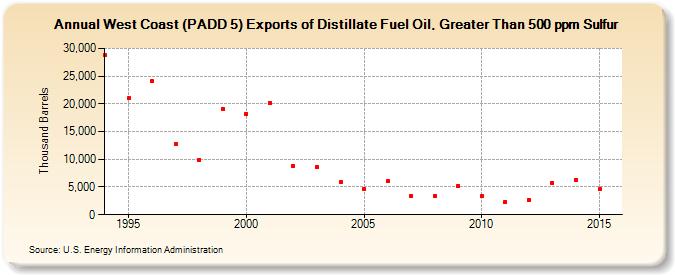 Annual West Coast (PADD 5) Exports of Distillate Fuel Oil, Greater Than 500 ppm Sulfur
Thousand Barrels
30,000
25,000
20,000
15,000
10,000
5,000
0
1995 2000 2005 2010 2015
Source: U.S. Energy Information Administration